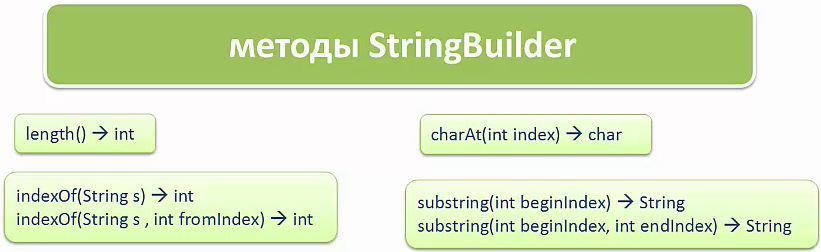 методы StringBuilder
length() → int
charAt(int index) → char
indexOf(String s) → int
indexOf(String s , int fromIndex) → int
substring(int beginIndex) → String
substring(int beginIndex, int endIndex) → String